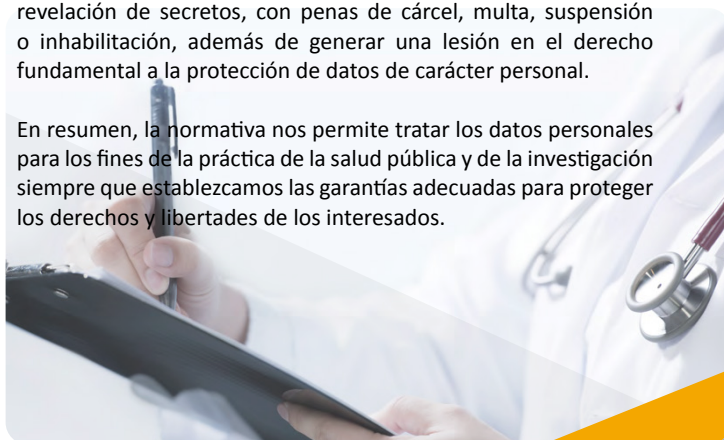 revelación de secretos, con penas de cárcel, multa, suspensión
o inhabilitación, además de generar una lesión en el derecho
fundamental a la protección de datos de carácter personal.
En resumen, la normativa nos permite tratar los datos personales
para los fines de la práctica de la salud pública y de la investigación
siempre que establezcamos las garantías adecuadas para proteger
los derechos y libertades de los interesados.